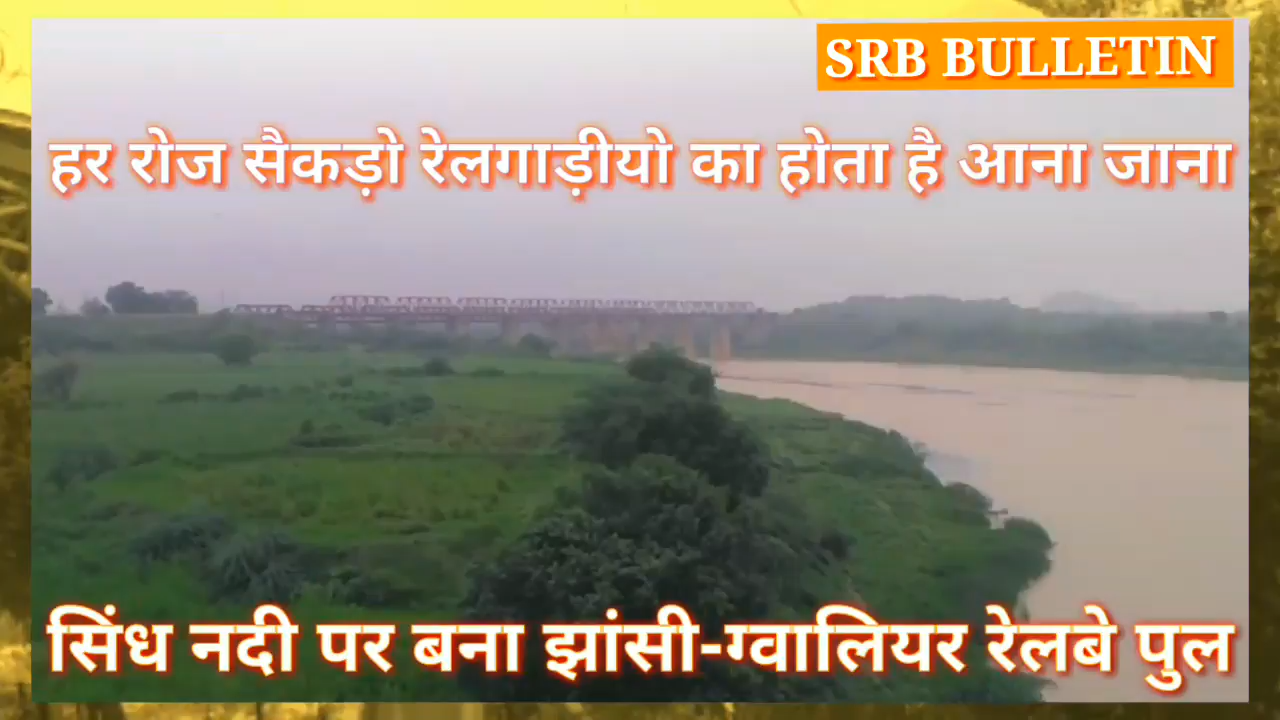 SRB BULLETIN
हर रोज सैकड़ो रेलगाड़ीयो का होता है आना जाना
सिंध नदी पर बना झांसी-ग्वालियर रेलबे पुल